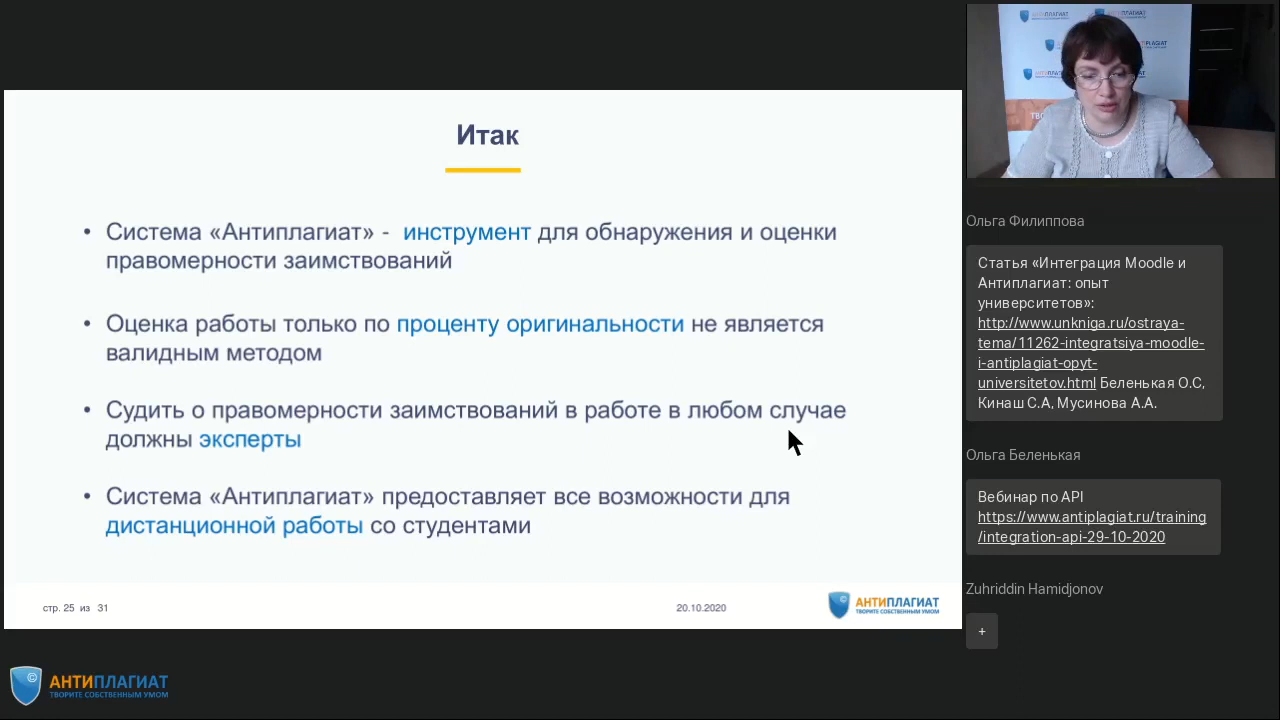 Итак
• Система «Антиплагиат» - инструмент для обнаружения и оценки
правомерности заимствований
• Оценка работы только по проценту оригинальности не является
валидным методом
• Судить о правомерности заимствований в работе в любом случае
должны эксперты
• Система «Антиплагиат» предоставляет все возможности для
дистанционной работы со студентами
стр. 25 из 31
20.10.2020
АНТИПЛАГИАТ
ТВОРИТЕ СОБСТВЕННЫМ УМОМ
©
АНТИПЛАГИАТ
ТВОРИТЕ СОБСТВЕННЫМ УМОМ
Ольга Филиппова
Статья «Интеграция Moodle и
Антиплагиат: опыт
университетов»:
http://www.unkniga.ru/ostraya-
tema/11262-integratsiya-moodle-
i-antiplagiat-opyt-
universitetov.html Беленькая О.С,
Кинаш С.А, Мусинова А.А.
Ольга Беленькая
Вебинар по API
https://www.antiplagiat.ru/training
/integration-api-29-10-2020
Zuhriddin Hamidjonov
+